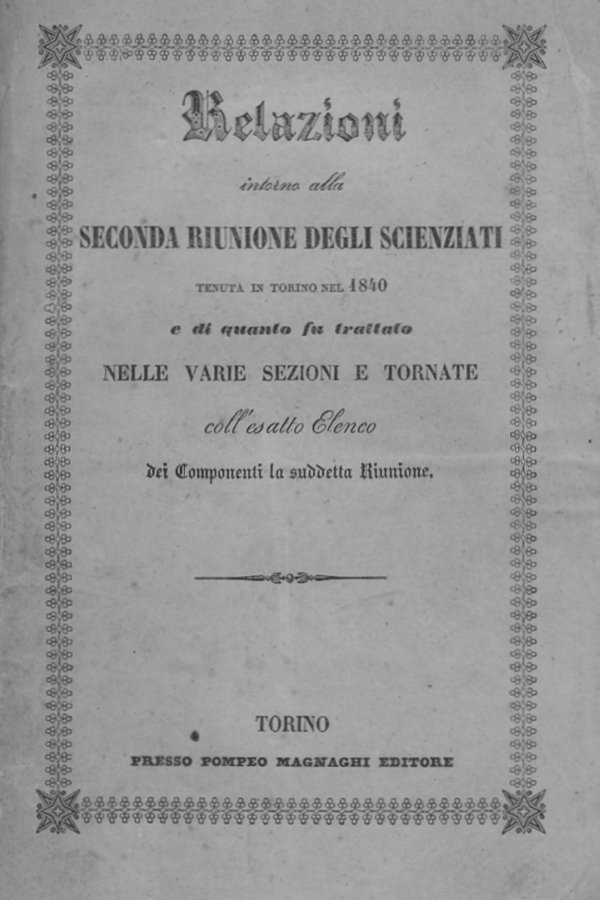 Relazioni
intorno alla
SECONDA RIUNIONE DEGLI SCIENZIATI
TENUTA IN TORINO NEL 1840
e di quanto fu trattato
NELLE VARIE SEZIONI E TORNATE
coll'esatto Elenco
dei Componenti la suddetta Riunione.
TORINO
PRESSO POMPEO MAGNAGHI EDITORE